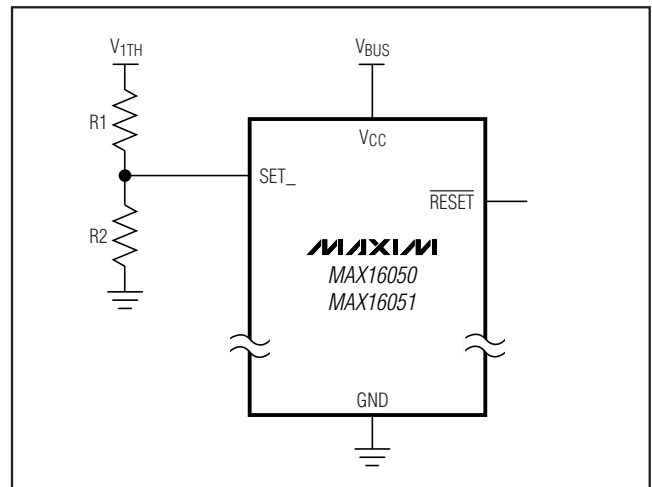 V1TH
VBUS
R1
VCC
SET_
RESET
R2
MAXIM
MAX16050
MAX16051
GND